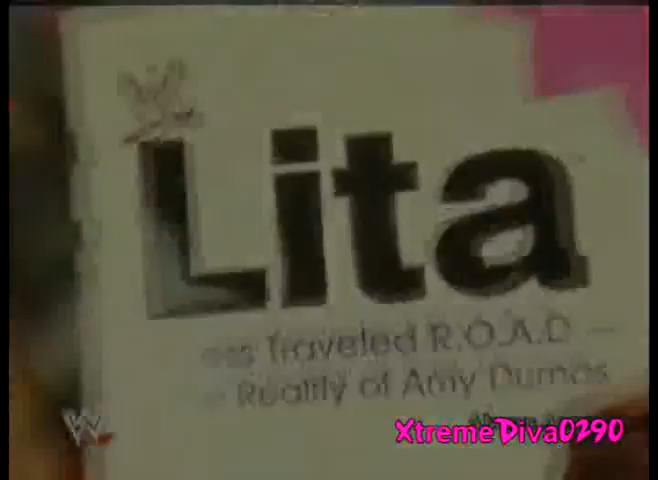 W
Lita
ess Traveled R.O.A.D —
Reality of Amy Dumas
W
XtremeDiva0290